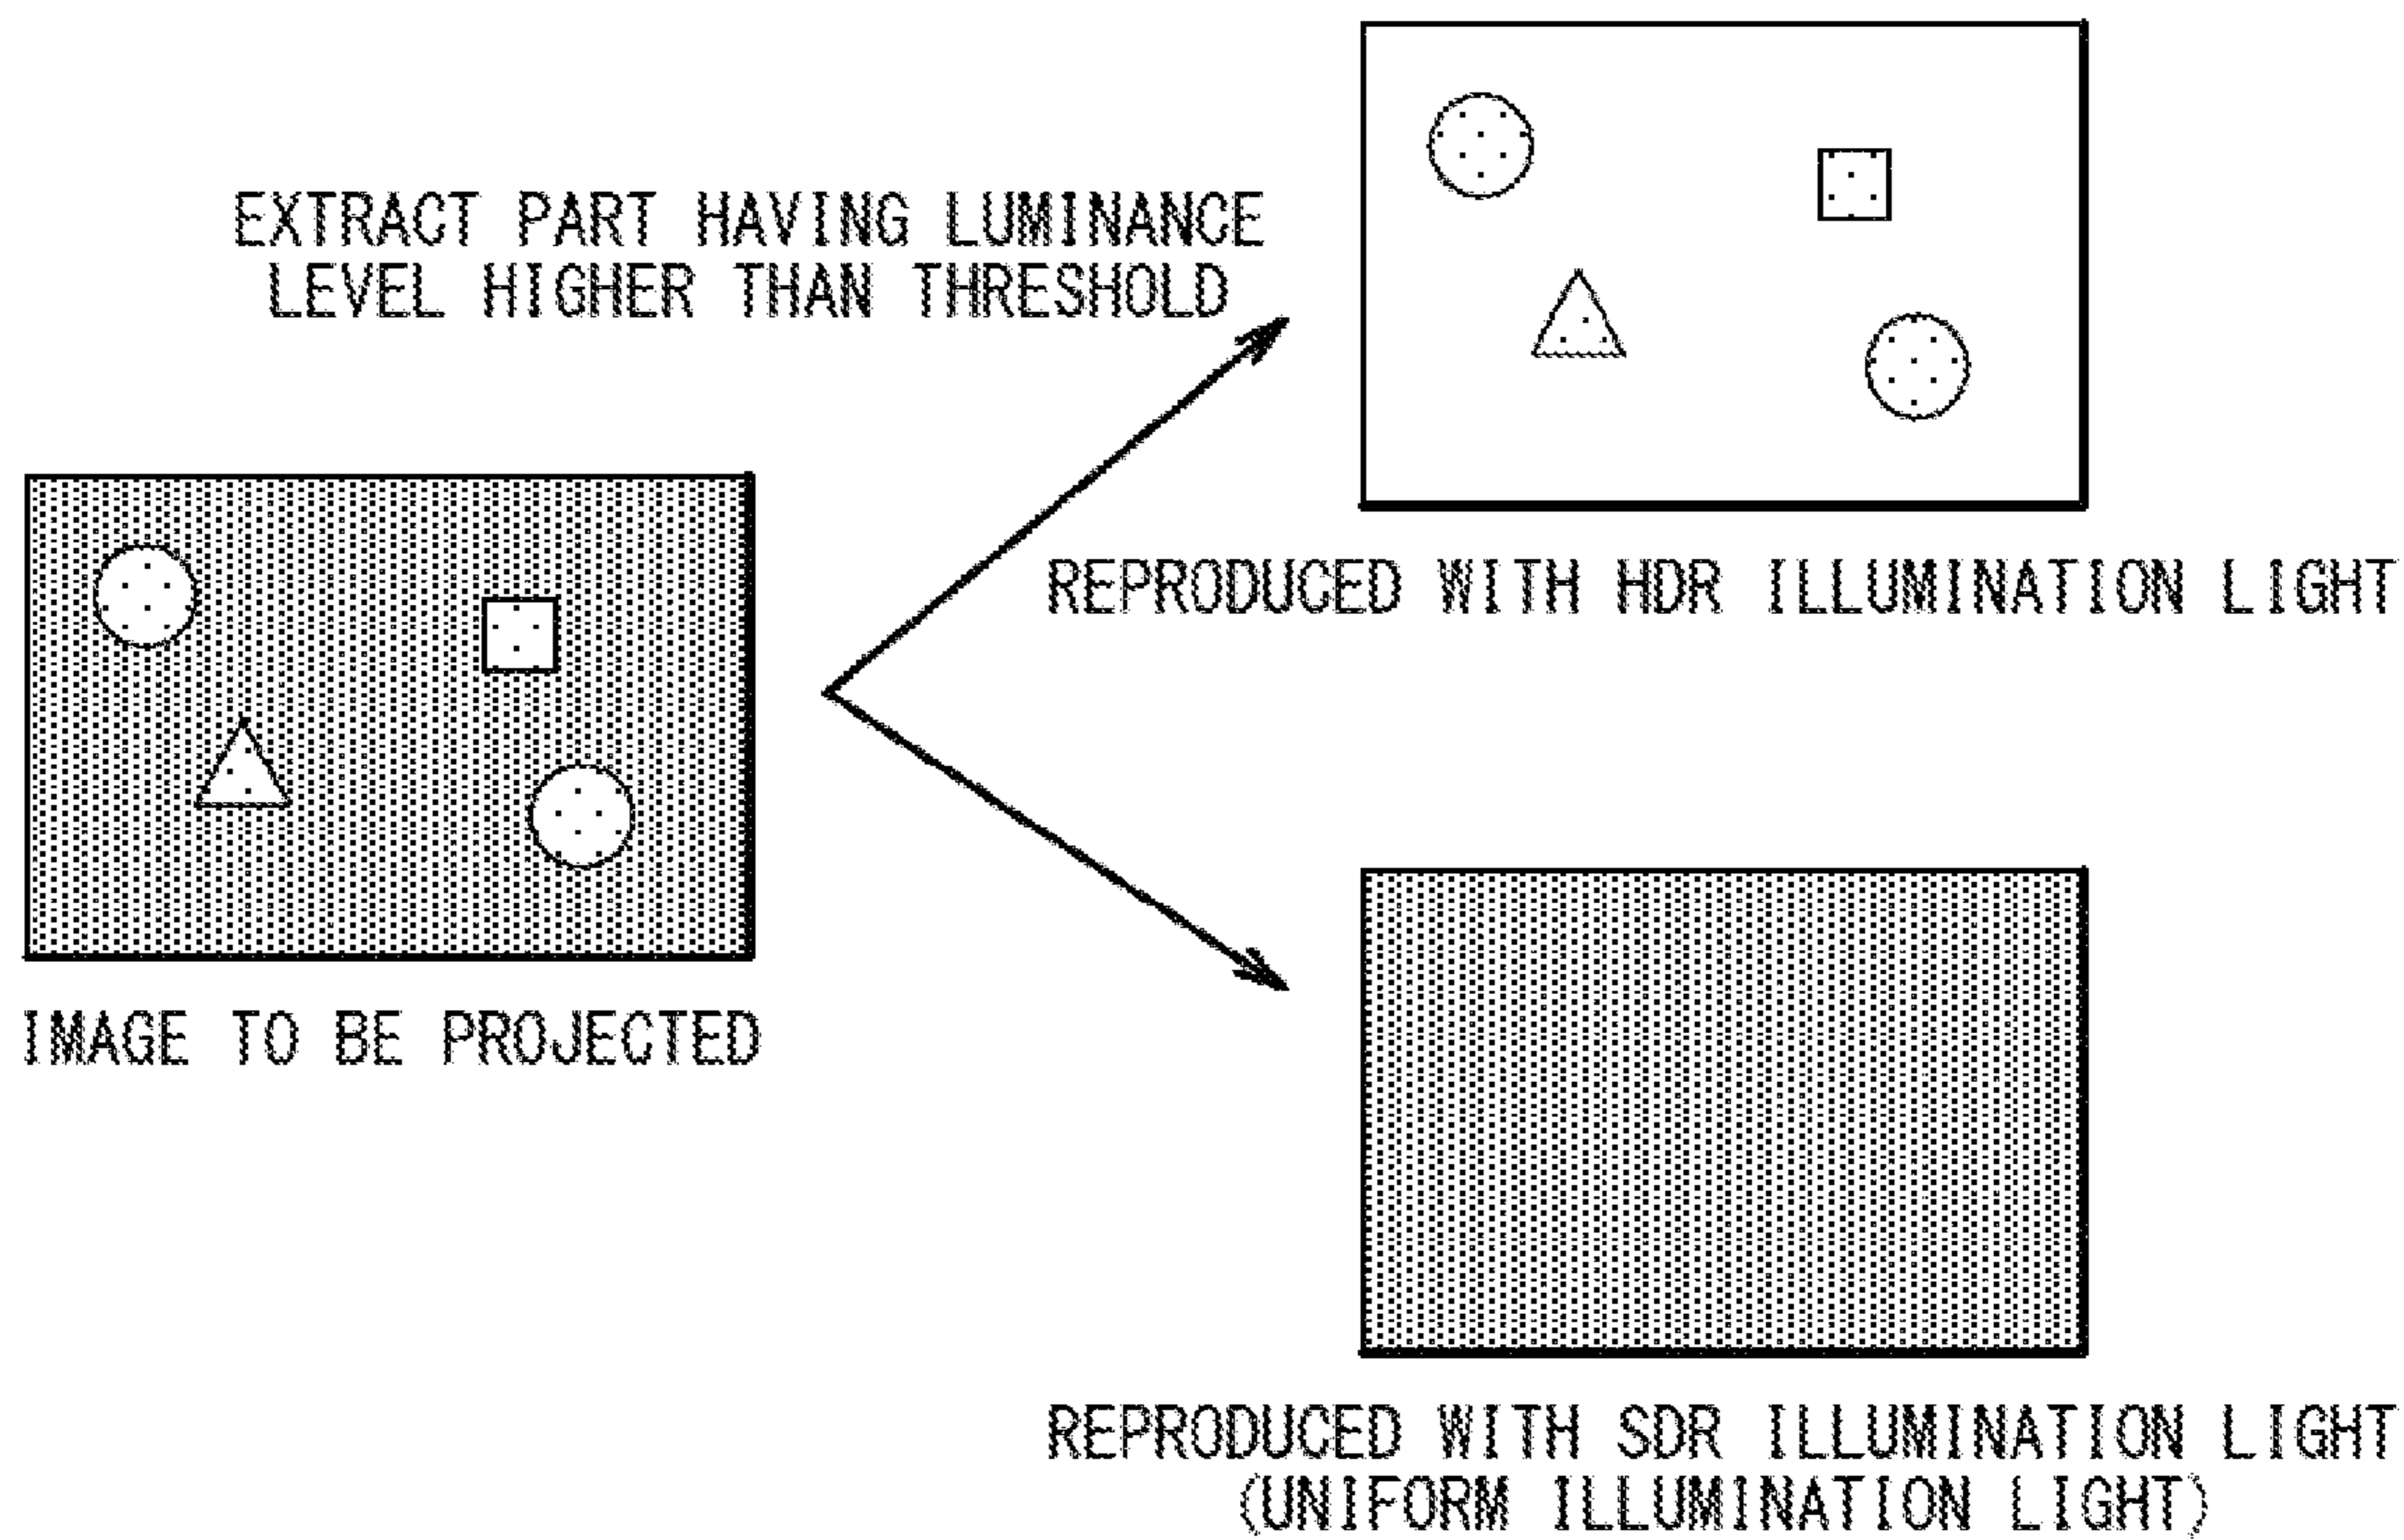 EXTRACT PART HAVING LUMINANCE
LEVEL HIGHER THAN THRESHOLD
REPRODUCED WITH HDR ILLUMINATION LIGHT
IMAGE TO BE PROJECTED
REPRODUCED WITH SDR ILLUMINATION LIGHT
(UNIFORM ILLUMINATION LIGHT)